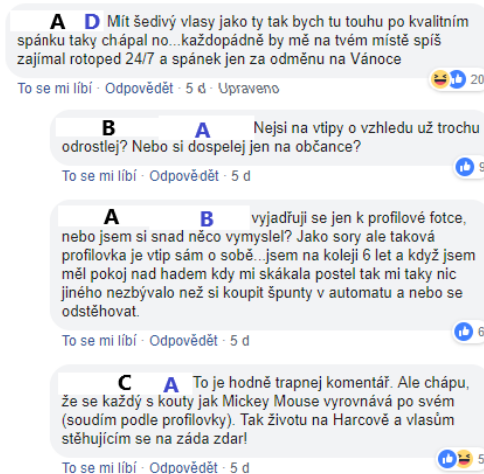 A D Mít šedivý vlasy jako ty tak bych tu touhu po kvalitním
spánku taky chápal no...každopádně by mě na tvém místě spíš
zajímal rotoped 24/7 a spánek jen za odměnu na Vánoce
To se mi líbí · Odpovědět · 5 d · Upraveno
20
B A Nejsi na vtipy o vzhledu už trochu
odrostlej? Nebo si dospelej jen na občance?
To se mi líbí · Odpovědět · 5 d
9
A B vyjadřuji se jen k profilové fotce,
nebo jsem si snad něco vymyslel? Jako sory ale taková
profilovka je vtip sám o sobě...jsem na koleji 6 let a když jsem
měl pokoj nad hadem kdy mi skákala postel tak mi taky nic
jiného nezbývalo než si koupit špunty v automatu a nebo se
odstěhovat.
To se mi líbí · Odpovědět · 5 d
6
C A To je hodně trapnej komentář. Ale chápu,
že se každý s kouty jak Mickey Mouse vyrovnává po svém
(soudím podle profilovky). Tak životu na Harcově a vlasům
stěhujícím se na záda zdar!
To se mi líbí · Odpovědět · 5 d
5